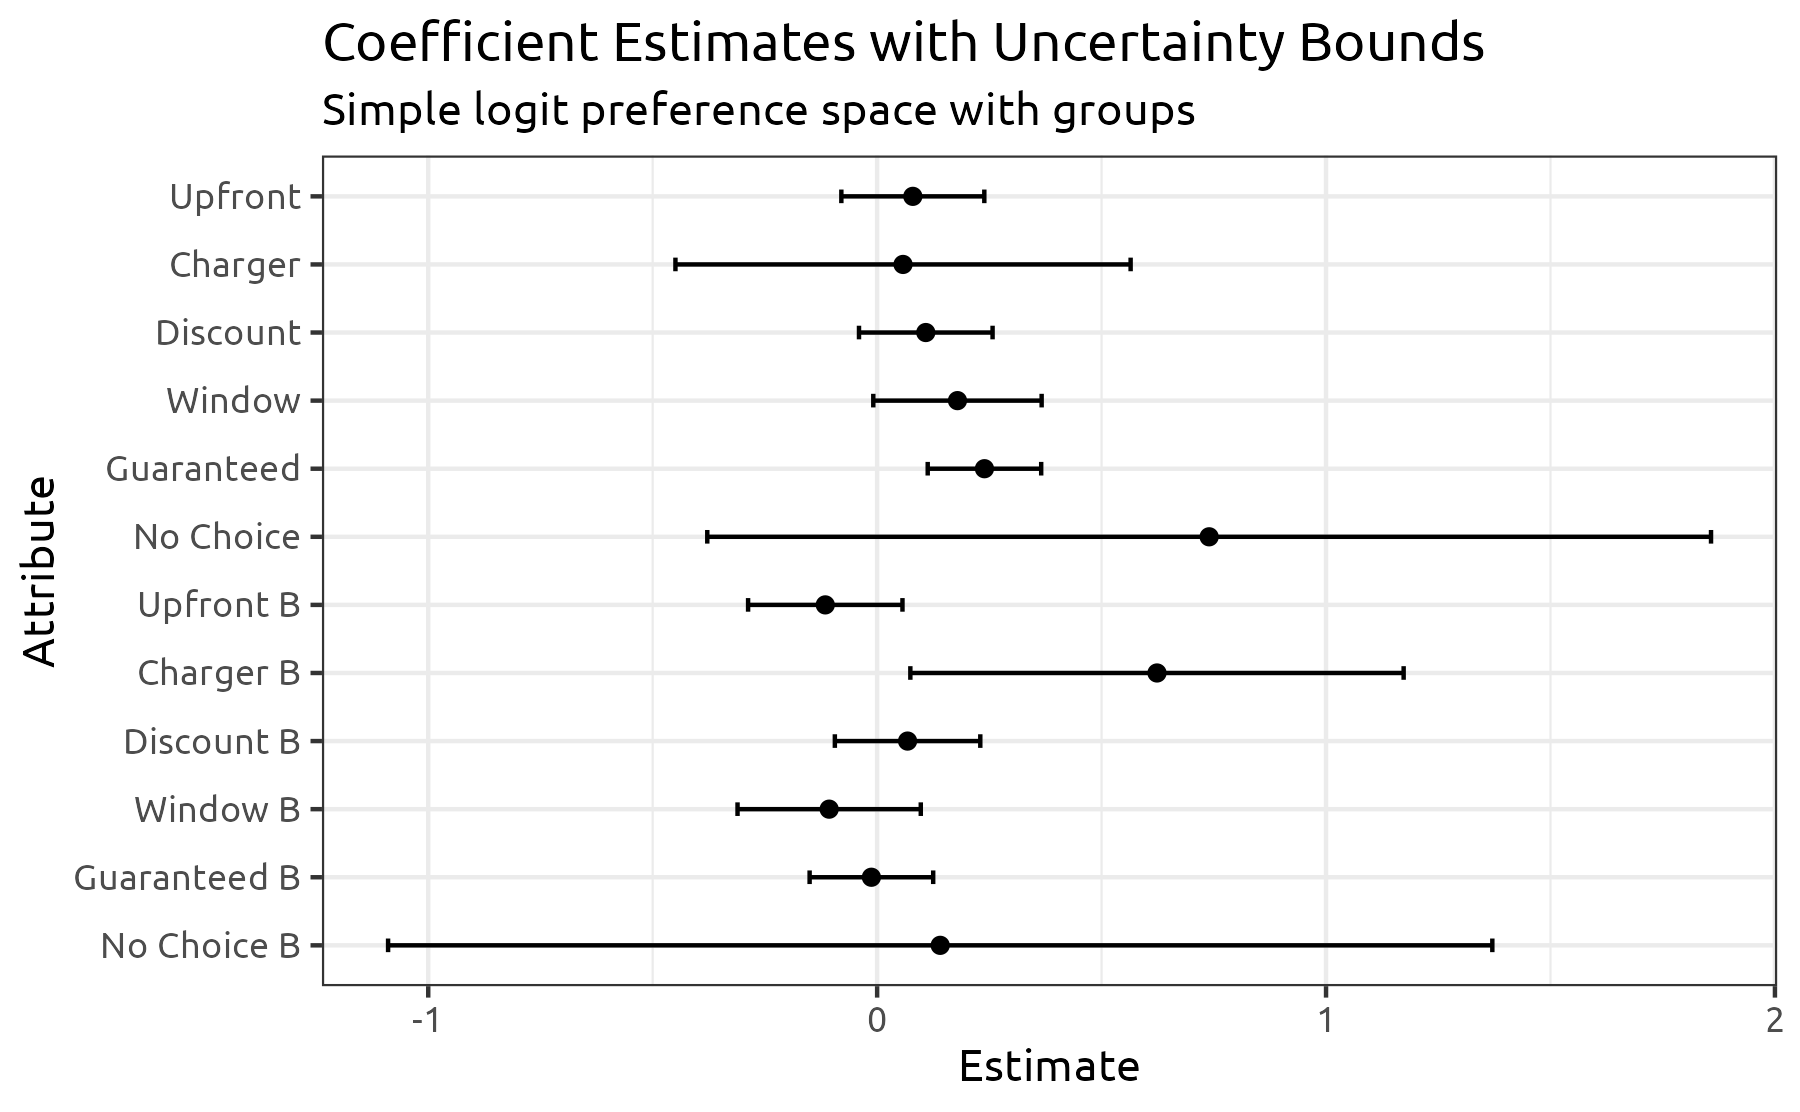 Coefficient Estimates with Uncertainty Bounds
Simple logit preference space with groups
Attribute
Upfront
Charger
Discount
Window
Guaranteed
No Choice
Upfront B
Charger B
Discount B
Window B
Guaranteed B
No Choice B
-1 0 1 2
Estimate